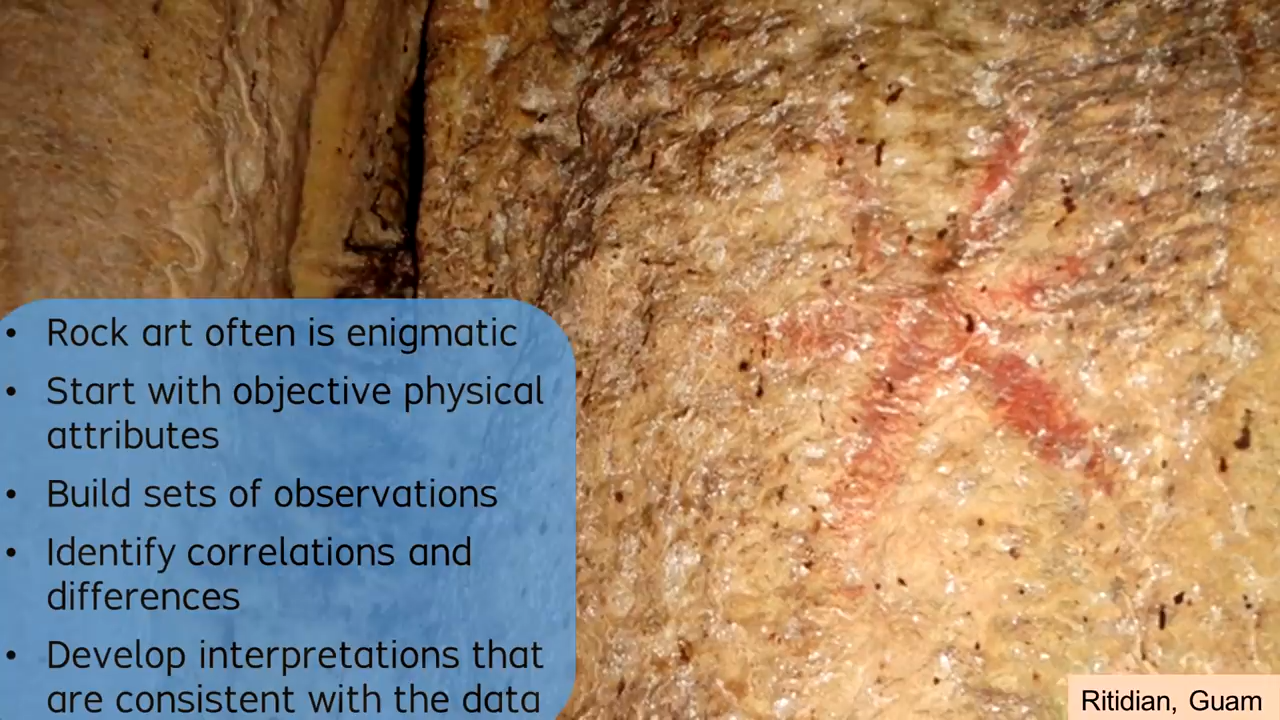 • Rock art often is enigmatic
• Start with objective physical
attributes
• Build sets of observations
• Identify correlations and
differences
• Develop interpretations that
are consistent with the data
Ritidian, Guam